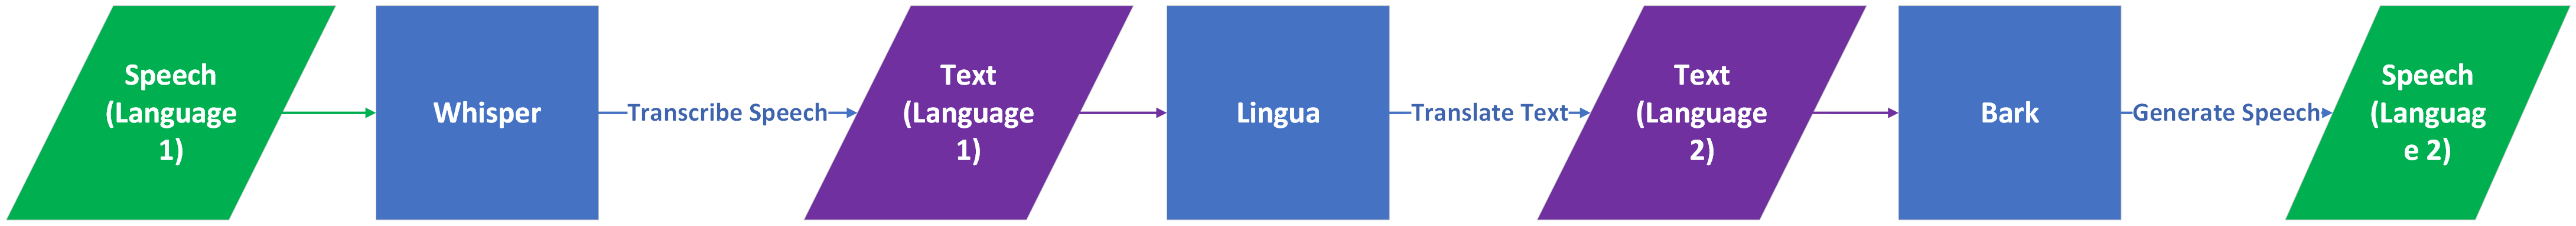 Speech
(Language
1)
Whisper
Transcribe Speech
Text
(Language
1)
Lingua
Translate Text
Text
(Language
2)
Bark
Generate Speech
Speech
(Languag
e 2)